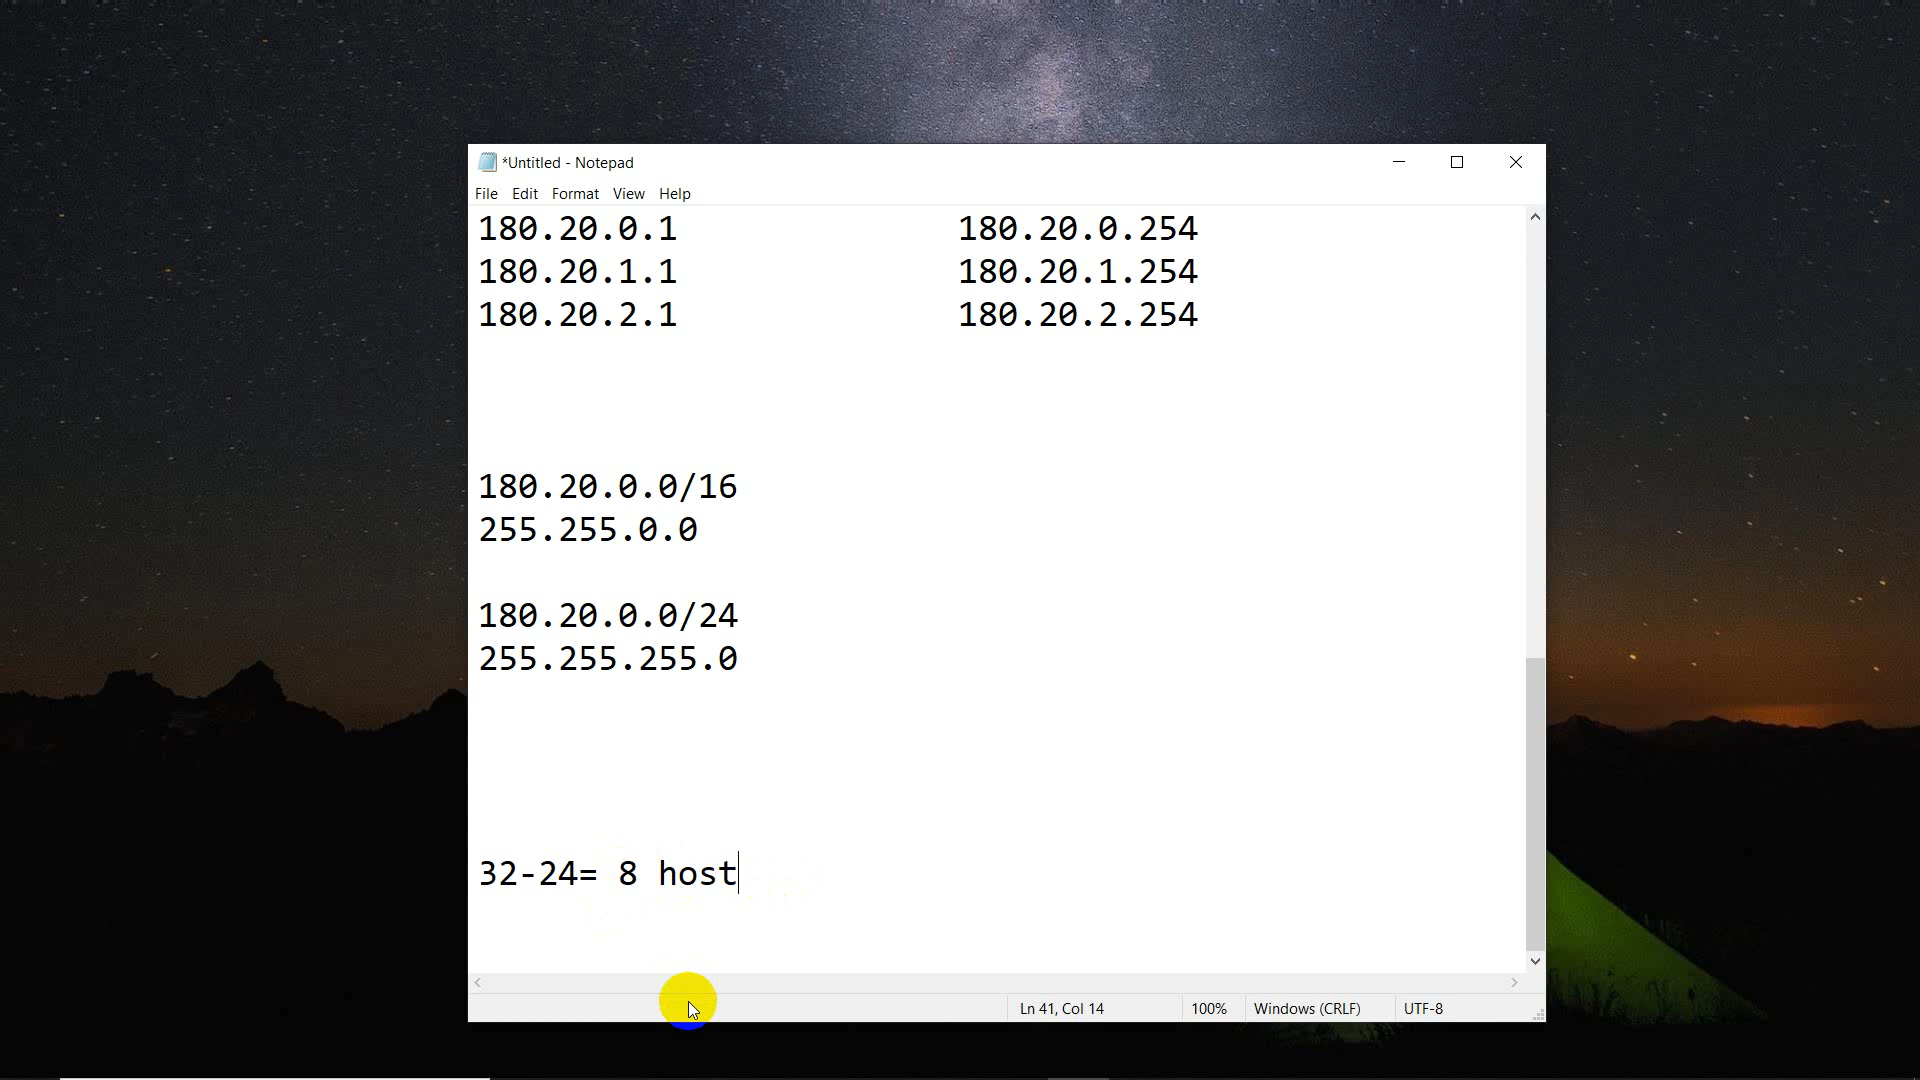 *Untitled - Notepad
File Edit Format View Help
180.20.0.1 180.20.0.254
180.20.1.1 180.20.1.254
180.20.2.1 180.20.2.254
180.20.0.0/16
255.255.0.0
180.20.0.0/24
255.255.255.0
32-24= 8 host
Ln 41, Col 14 100% Windows (CRLF) UTF-8